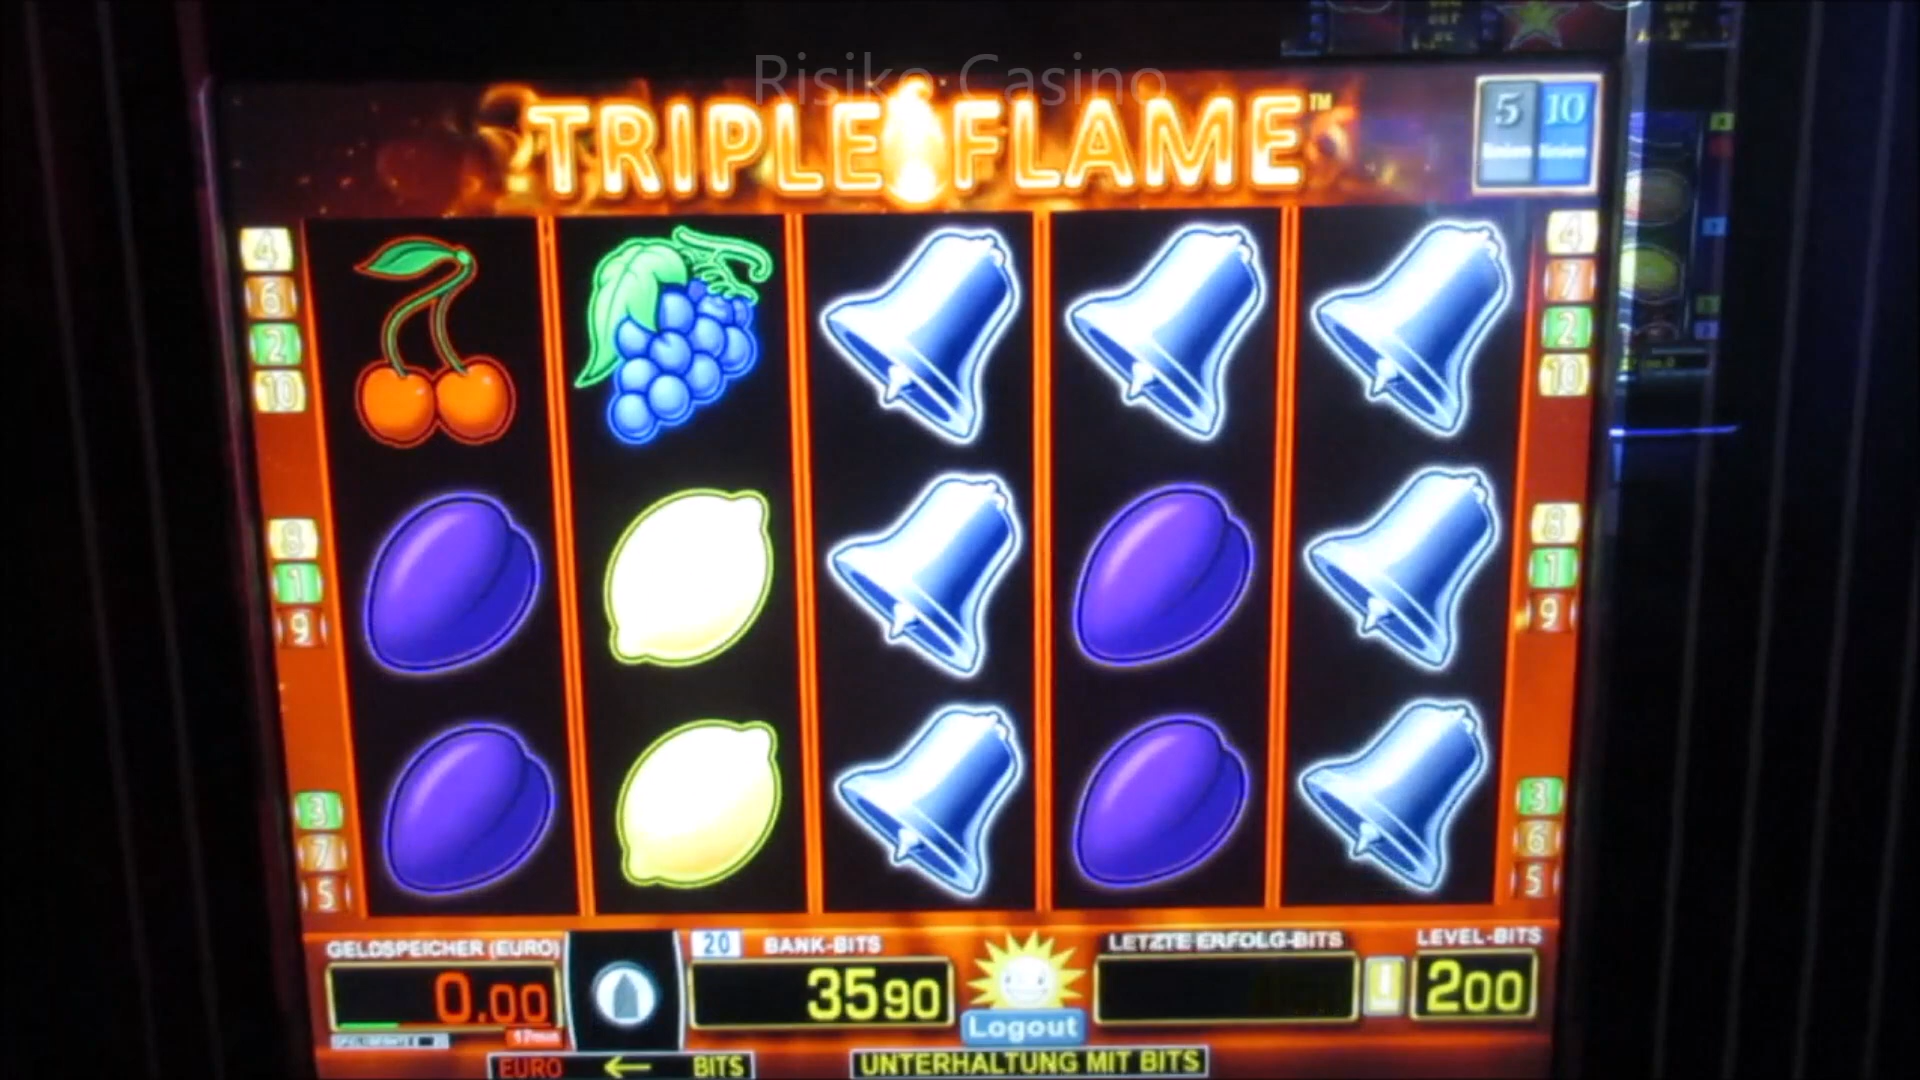 Risiko Casino
TRIPLE FLAME™
5 10
4 4
6 7
2 2
10 10
8 8
1 1
9 9
3 3
7 6
5 5
GELDSPEICHER (EURO) 20 BANK-BITS LETZTE ERFOLG-BITS LEVEL-BITS
0.00 3590 200
Logout
17min
EURO ← BITS UNTERHALTUNG MIT BITS